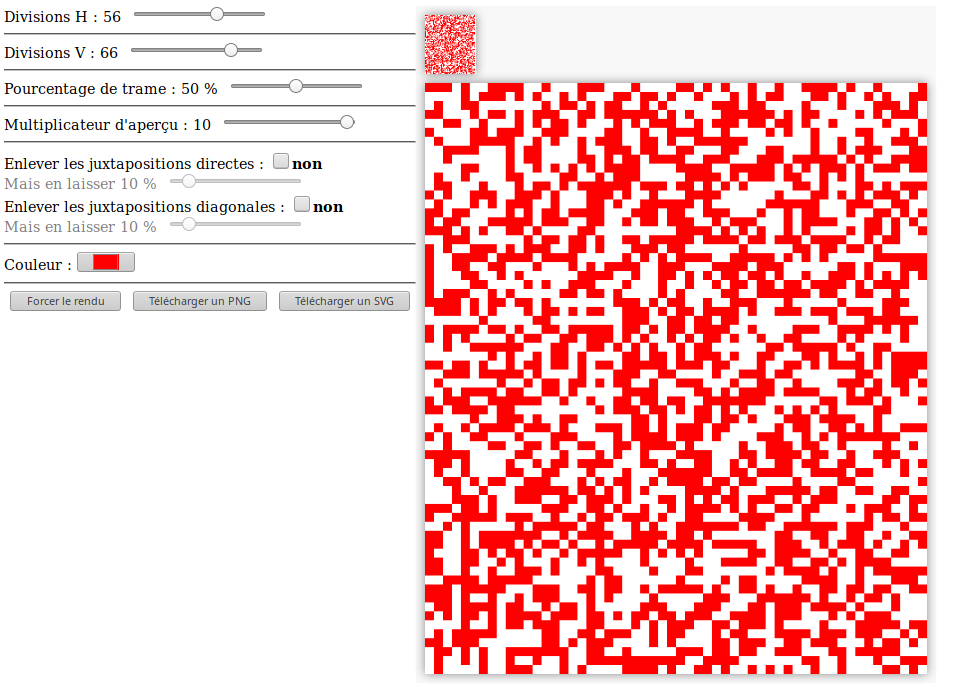 Divisions H : 56
Divisions V : 66
Pourcentage de trame : 50 %
Multiplicateur d'aperçu : 10
Enlever les juxtapositions directes : non
Mais en laisser 10 %
Enlever les juxtapositions diagonales : non
Mais en laisser 10 %
Couleur :
Forcer le rendu Télécharger un PNG Télécharger un SVG